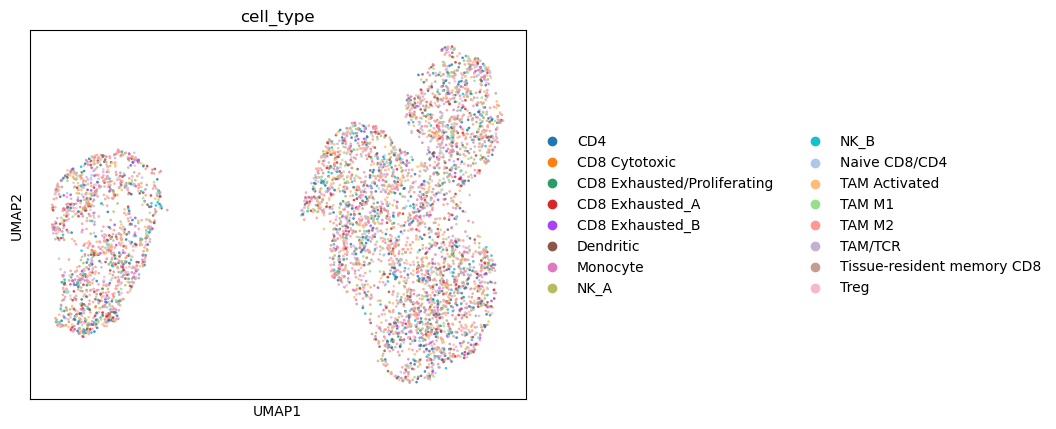 cell_type
UMAP2
UMAP1
CD4
CD8 Cytotoxic
CD8 Exhausted/Proliferating
CD8 Exhausted_A
CD8 Exhausted_B
Dendritic
Monocyte
NK_A
NK_B
Naive CD8/CD4
TAM Activated
TAM M1
TAM M2
TAM/TCR
Tissue-resident memory CD8
Treg